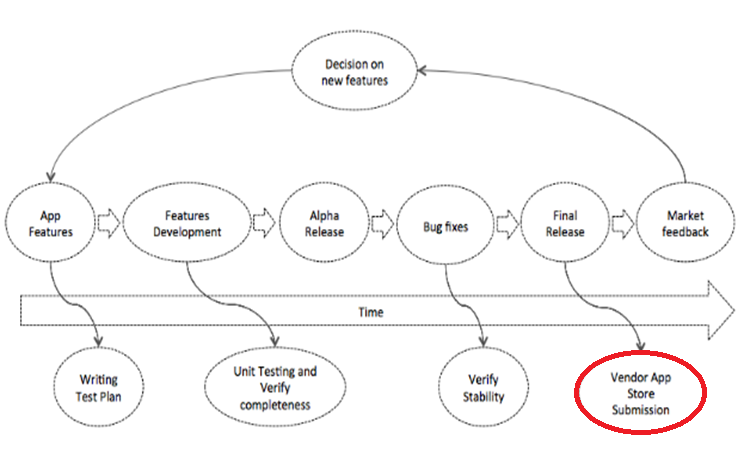 Decision on
new features
App
Features
Features
Development
Alpha
Release
Bug fixes
Final
Release
Market
feedback
Time
Writing
Test Plan
Unit Testing and
Verify
completeness
Verify
Stability
Vendor App
Store
Submission